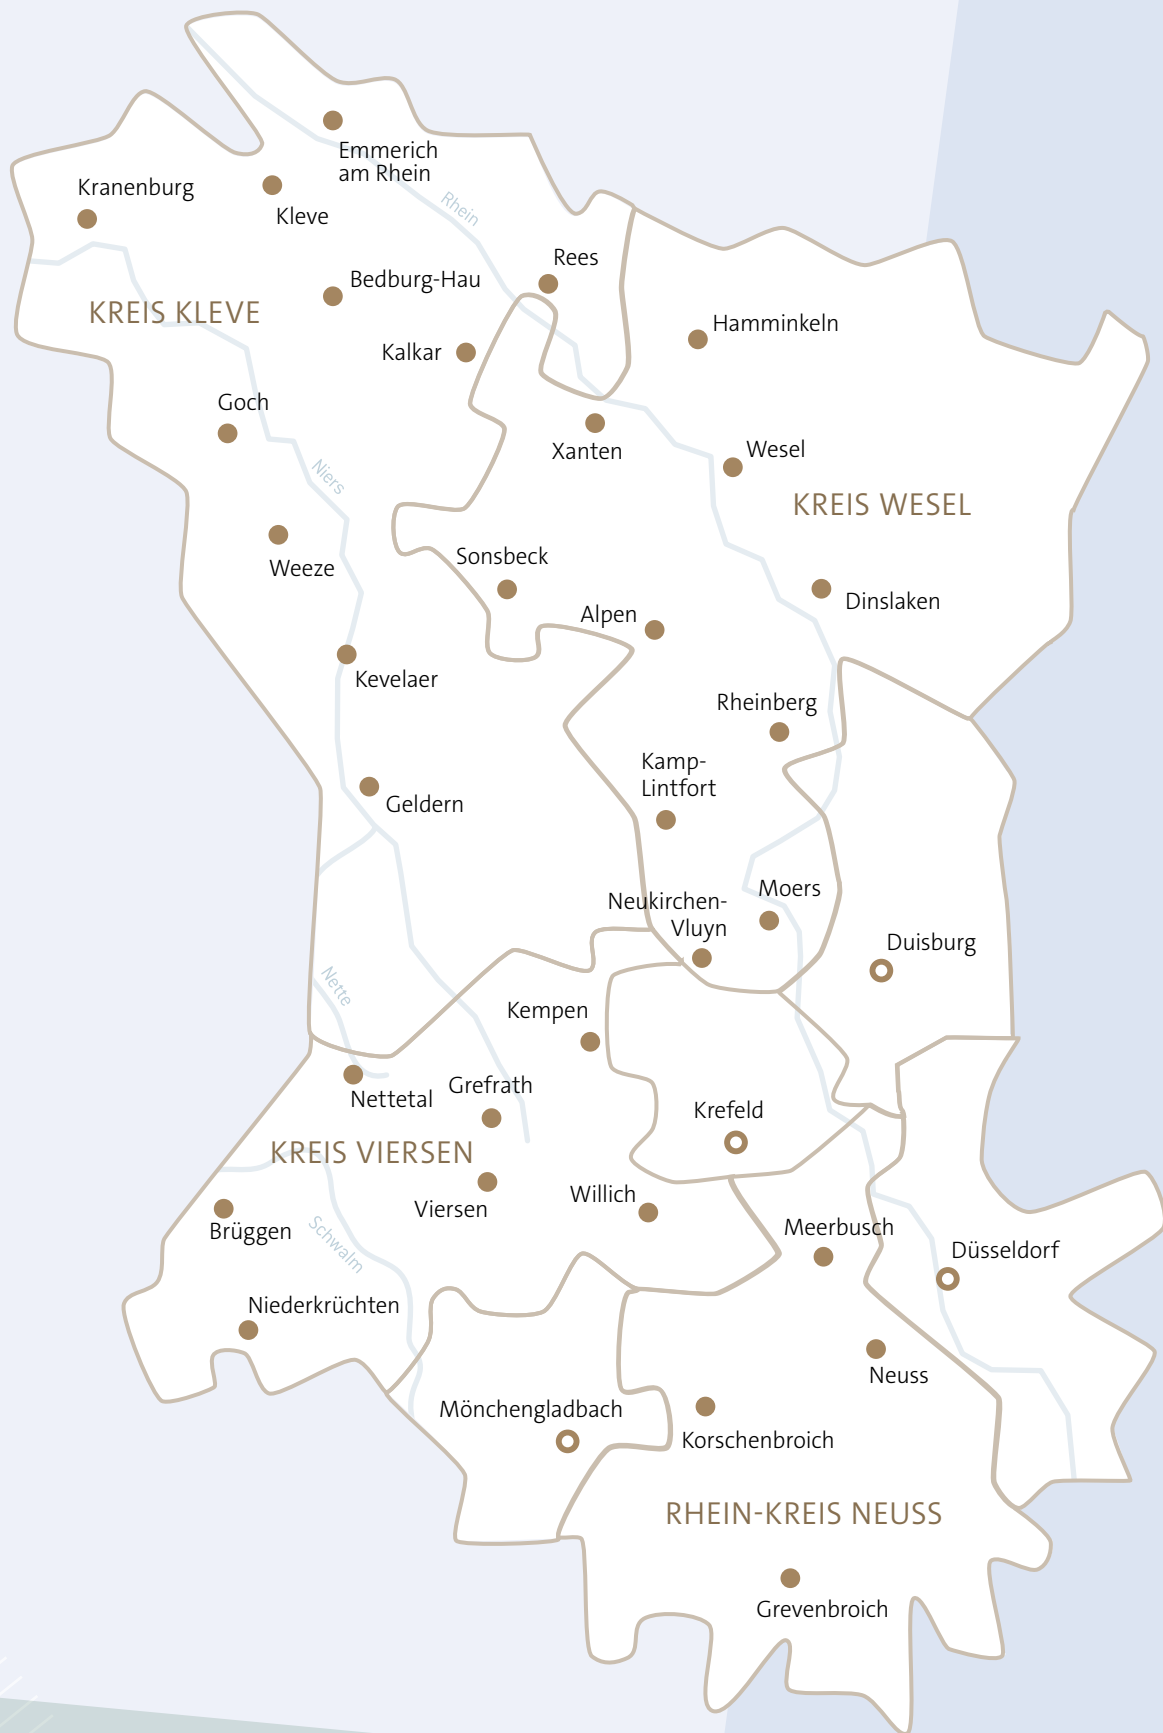 Emmerich
am Rhein
Kranenburg
Kleve
Rhein
Rees
Bedburg-Hau
KREIS KLEVE
Hamminkeln
Kalkar
Goch
Xanten
Wesel
Niers
KREIS WESEL
Sonsbeck
Weeze
Alpen
Dinslaken
Kevelaer
Rheinberg
Kamp-
Lintfort
Geldern
Moers
Neukirchen-
Vluyn
Duisburg
Nette
Kempen
Grefrath
Nettetal
Krefeld
KREIS VIERSEN
Willich
Viersen
Brüggen
Schwalm
Meerbusch
Düsseldorf
Niederkrüchten
Neuss
Mönchengladbach
Korschenbroich
RHEIN-KREIS NEUSS
Grevenbroich